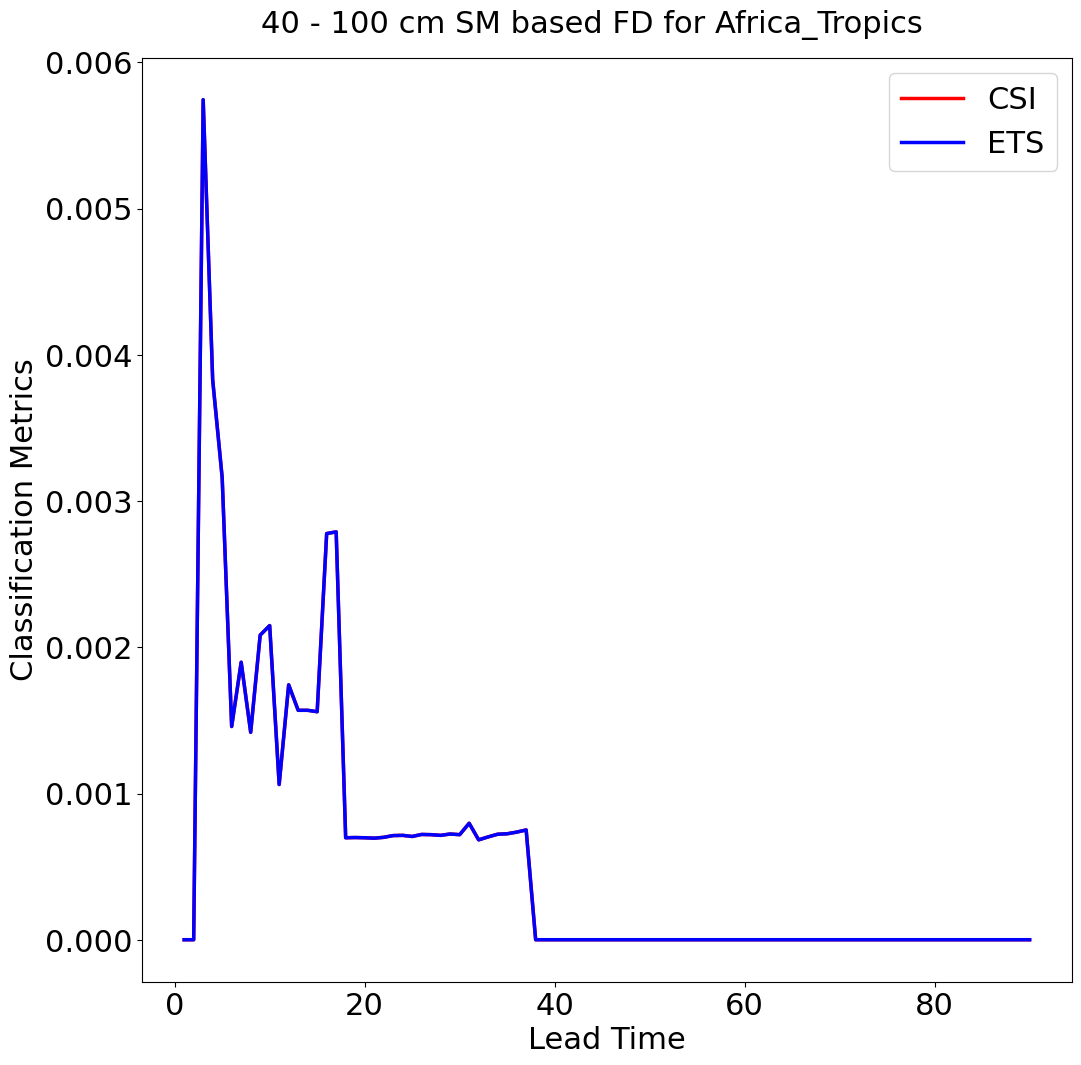 40 - 100 cm SM based FD for Africa_Tropics
CSI
ETS
Classification Metrics
0.006
0.005
0.004
0.003
0.002
0.001
0.000
0
20
40
60
80
Lead Time